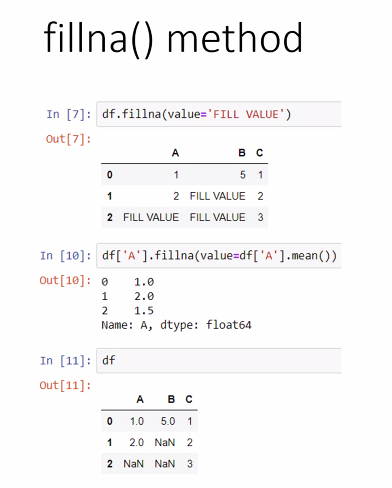 fillna() method
In [7]: df.fillna(value='FILL VALUE')
Out[7]:
A B C
0 1 5 1
1 2 FILL VALUE 2
2 FILL VALUE FILL VALUE 3
In [10]: df['A'].fillna(value=df['A'].mean())
Out[10]: 0 1.0
1 2.0
2 1.5
Name: A, dtype: float64
In [11]: df
Out[11]:
A B C
0 1.0 5.0 1
1 2.0 NaN 2
2 NaN NaN 3